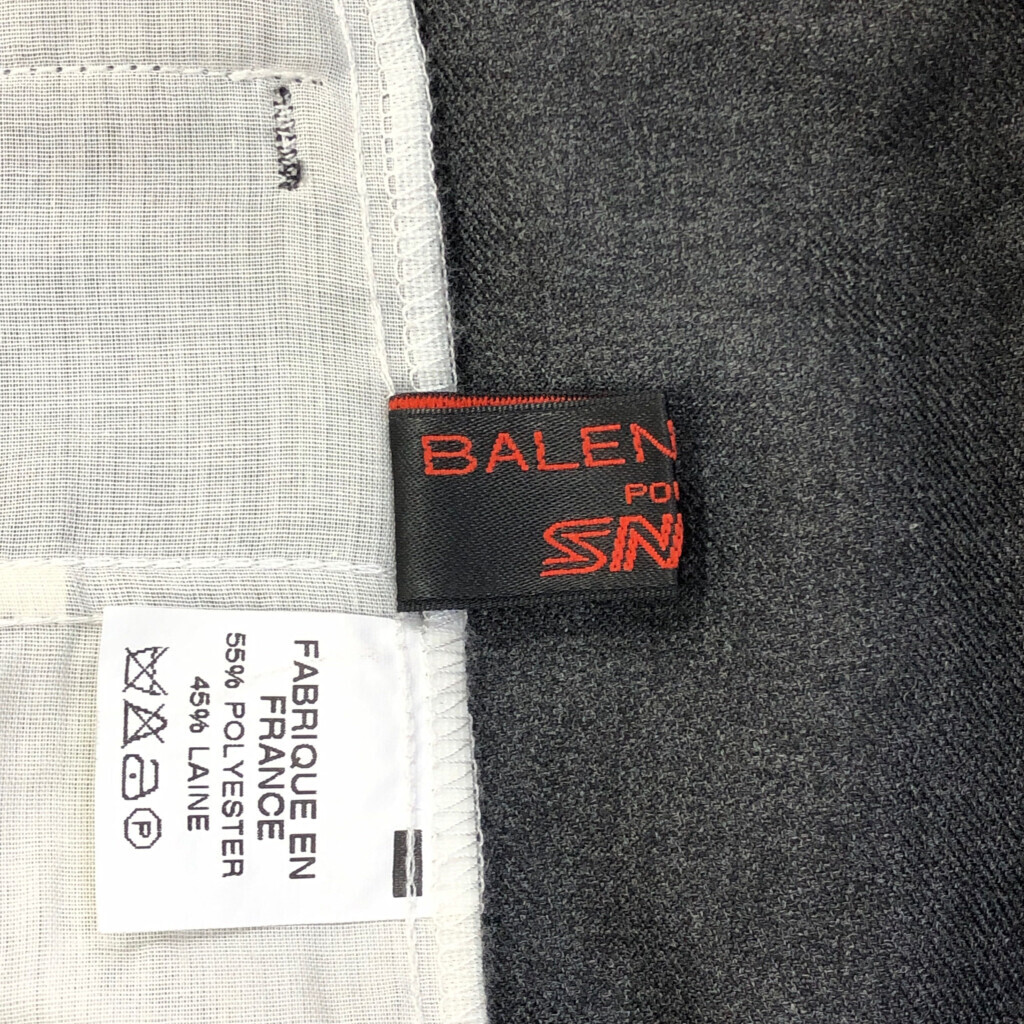 BALEN
PO
SN
FABRIQUE EN
FRANCE
55% POLYESTER
45% LAINE
P